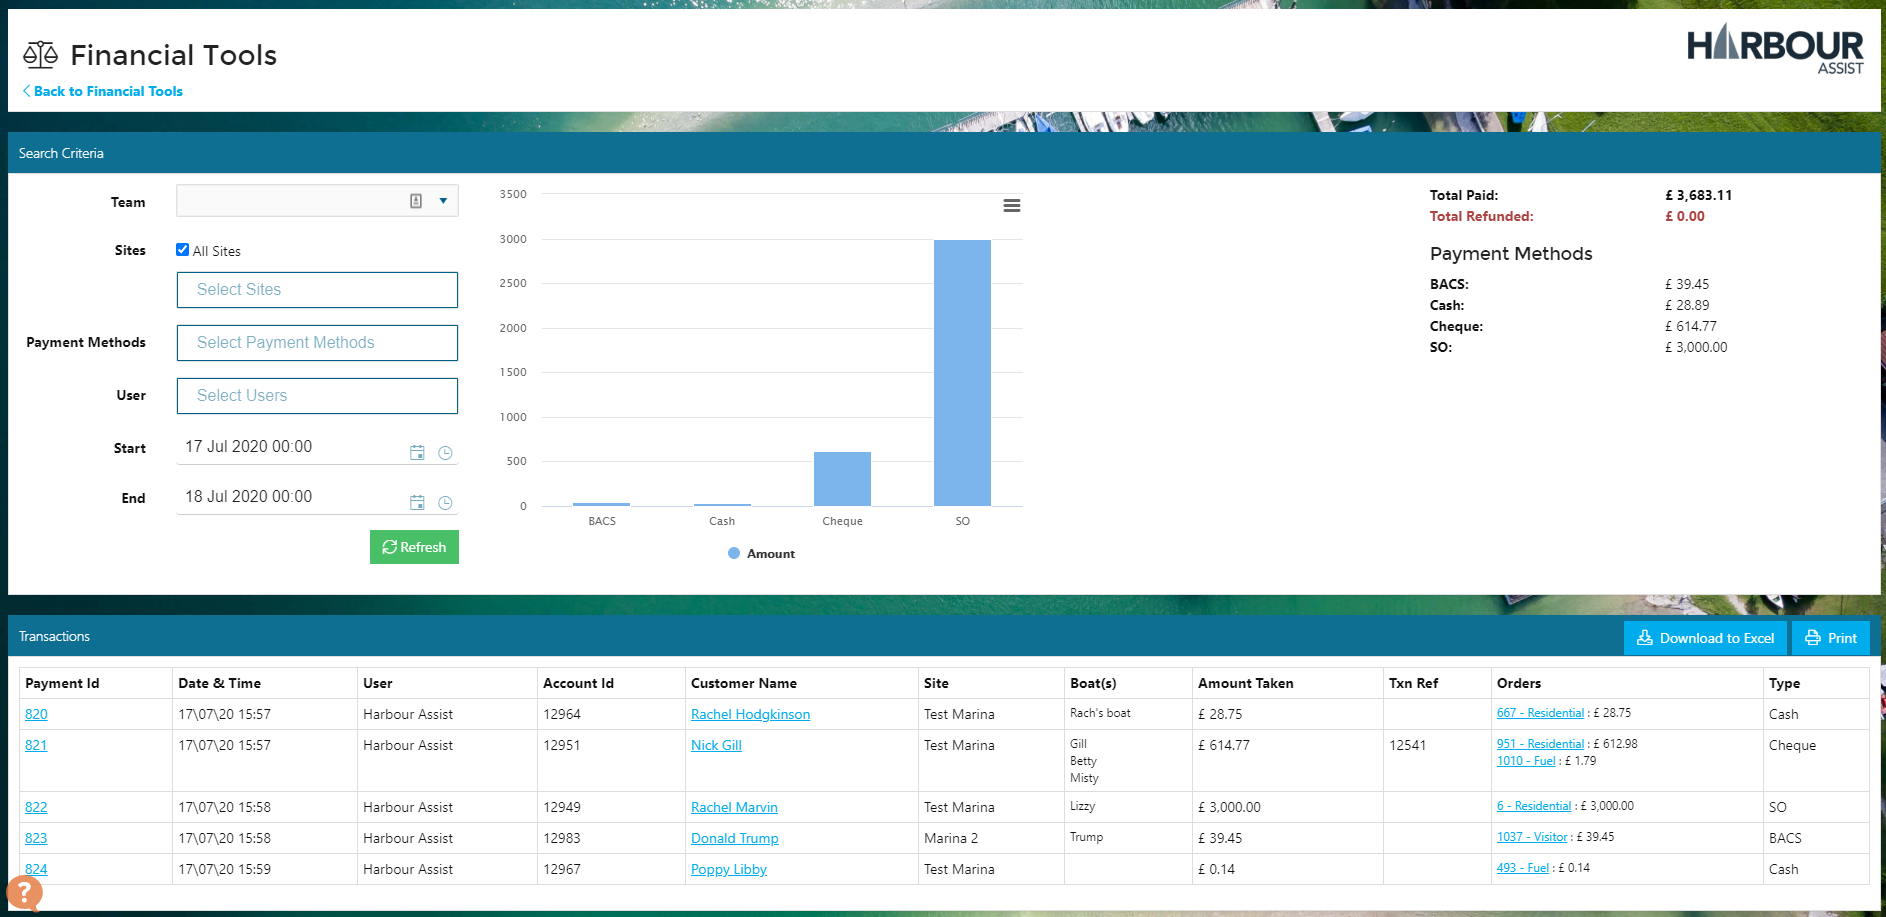 Financial Tools
HARBOUR
ASSIST
Back to Financial Tools
Search Criteria
Team
Sites
All Sites
Select Sites
Payment Methods
Select Payment Methods
User
Select Users
Start
17 Jul 2020 00:00
End
18 Jul 2020 00:00
Refresh
3500
3000
2500
2000
1500
1000
500
0
BACS Cash Cheque SO
Amount
Total Paid: £ 3,683.11
Total Refunded: £ 0.00
Payment Methods
BACS: £ 39.45
Cash: £ 28.89
Cheque: £ 614.77
SO: £ 3,000.00
Transactions
Download to Excel
Print
Payment Id Date & Time User Account Id Customer Name Site Boat(s) Amount Taken Txn Ref Orders Type
820 17\07\20 15:57 Harbour Assist 12964 Rachel Hodgkinson Test Marina Rach's boat £ 28.75 667 - Residential : £ 28.75 Cash
821 17\07\20 15:57 Harbour Assist 12951 Nick Gill Test Marina Gill £ 614.77 12541 951 - Residential : £ 612.98 Cheque
Betty 1010 - Fuel : £ 1.79
Misty
822 17\07\20 15:58 Harbour Assist 12949 Rachel Marvin Test Marina Lizzy £ 3,000.00 6 - Residential : £ 3,000.00 SO
823 17\07\20 15:58 Harbour Assist 12983 Donald Trump Marina 2 Trump £ 39.45 1037 - Visitor : £ 39.45 BACS
824 17\07\20 15:59 Harbour Assist 12967 Poppy Libby Test Marina £ 0.14 493 - Fuel : £ 0.14 Cash
?